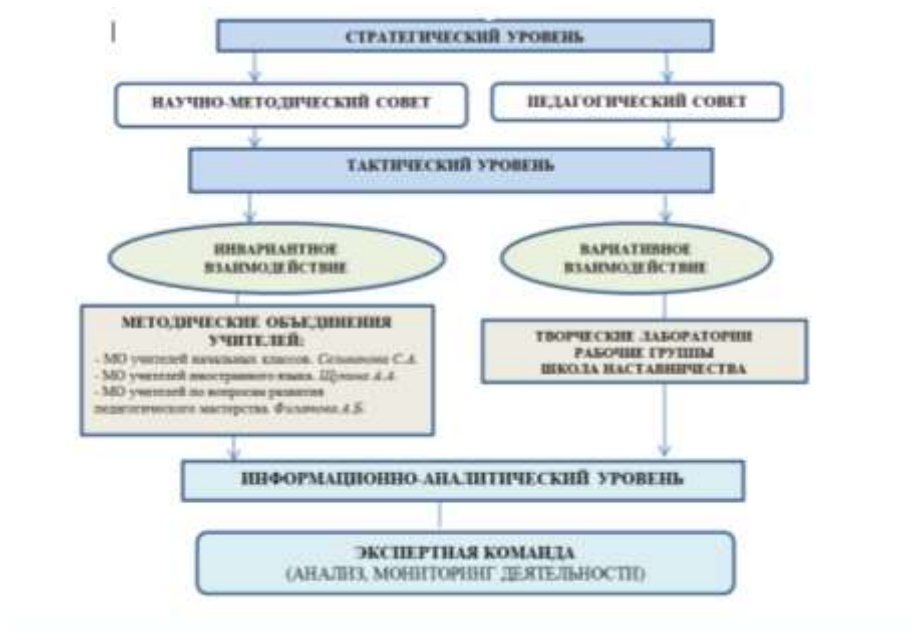 СТРАТЕГИЧЕСКИЙ УРОВЕНЬ
НАУЧНО-МЕТОДИЧЕСКИЙ СОВЕТ
ПЕДАГОГИЧЕСКИЙ СОВЕТ
ТАКТИЧЕСКИЙ УРОВЕНЬ
ИНВАРИАНТНОЕ
ВЗАИМОДЕЙСТВИЕ
ВАРИАТИВНОЕ
ВЗАИМОДЕЙСТВИЕ
МЕТОДИЧЕСКИЕ ОБЪЕДИНЕНИЯ
УЧИТЕЛЕЙ:
- МО учителей начальных классов. С.А.
- МО учителей иностранного языка. А.А.
- МО учителей по вопросам развития
педагогического мастерства. А.Б.
ТВОРЧЕСКИЕ ЛАБОРАТОРИИ
РАБОЧИЕ ГРУППЫ
ШКОЛА НАСТАВНИЧЕСТВА
ИНФОРМАЦИОННО-АНАЛИТИЧЕСКИЙ УРОВЕНЬ
ЭКСПЕРТНАЯ КОМАНДА
(АНАЛИЗ, МОНИТОРИНГ ДЕЯТЕЛЬНОСТИ)